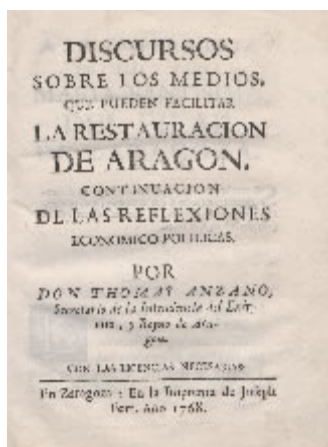 DISCURSOS
SOBRE LOS MEDIOS,
QUE PUEDEN FACILITAR
LA RESTAURACION
DE ARAGON.
CONTINUACION
DE LAS REFLEXIONES
ECONOMICO POLITICAS.
POR
DON THOMAS ANZANO,
Secretario de la Intendencia del Exer-
cito, y Reyno de Ara-
gon.
CON LAS LICENCIAS NECESARIAS
En Zaragoza: En la Imprenta de Joseph
Fort. Año 1768.